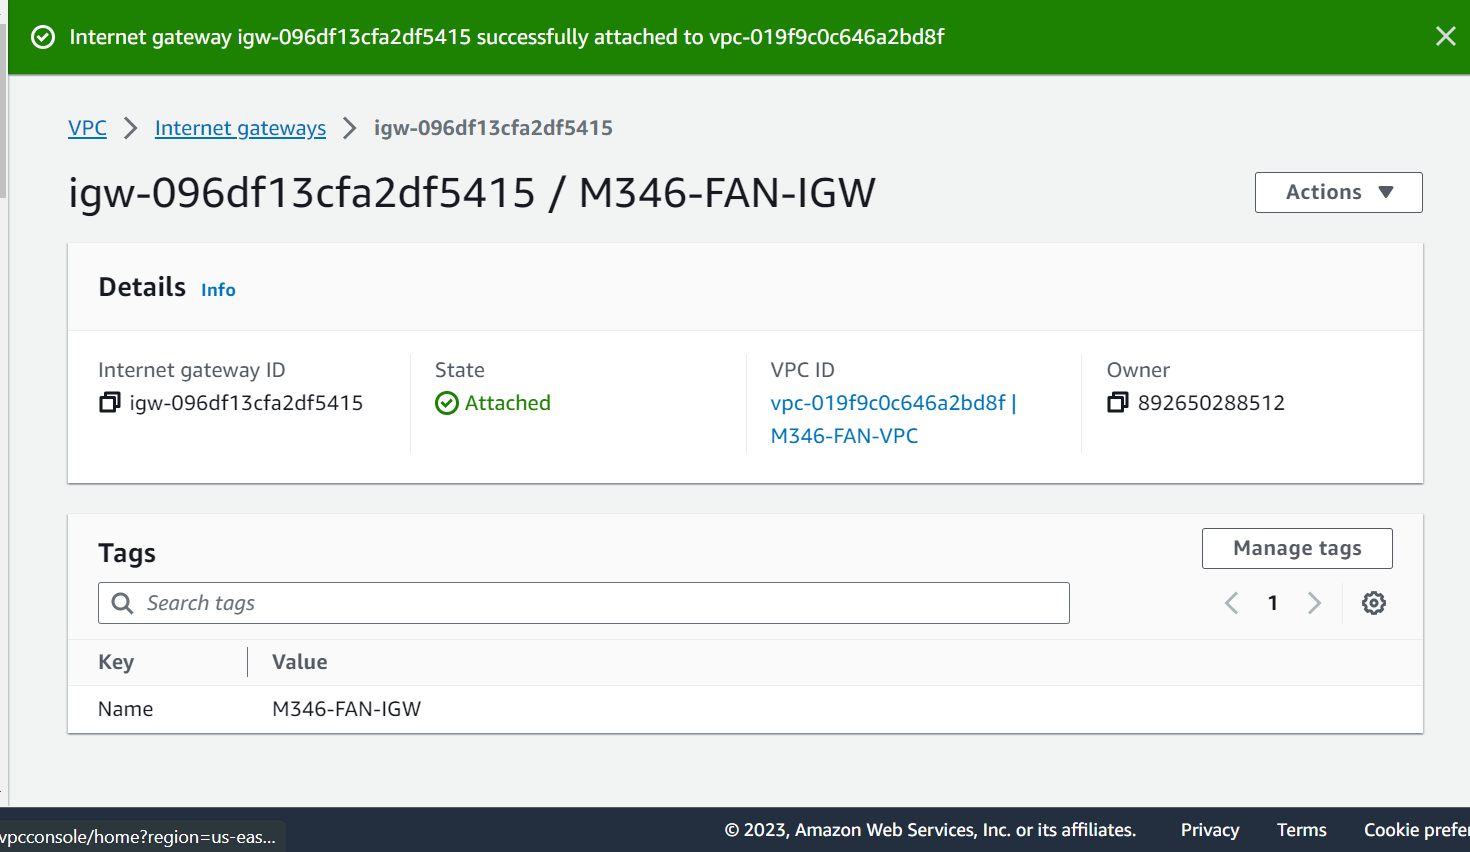 Internet gateway igw-096df13cfa2df5415 successfully attached to vpc-019f9c0c646a2bd8f
VPC
Internet gateways
igw-096df13cfa2df5415
igw-096df13cfa2df5415 / M346-FAN-IGW
Actions
Details Info
Internet gateway ID
igw-096df13cfa2df5415
State
Attached
VPC ID
vpc-019f9c0c646a2bd8f |
M346-FAN-VPC
Owner
892650288512
Tags
Manage tags
Search tags
1
Key Value
Name M346-FAN-IGW
vpcconsole/home?region=us-eas...
© 2023, Amazon Web Services, Inc. or its affiliates. Privacy Terms Cookie prefer